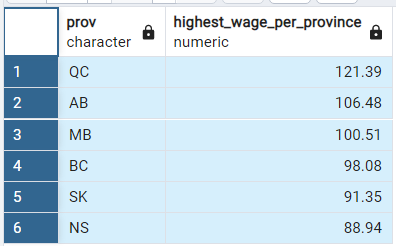 prov highest_wage_per_province
character numeric
1 QC 121.39
2 AB 106.48
3 MB 100.51
4 BC 98.08
5 SK 91.35
6 NS 88.94